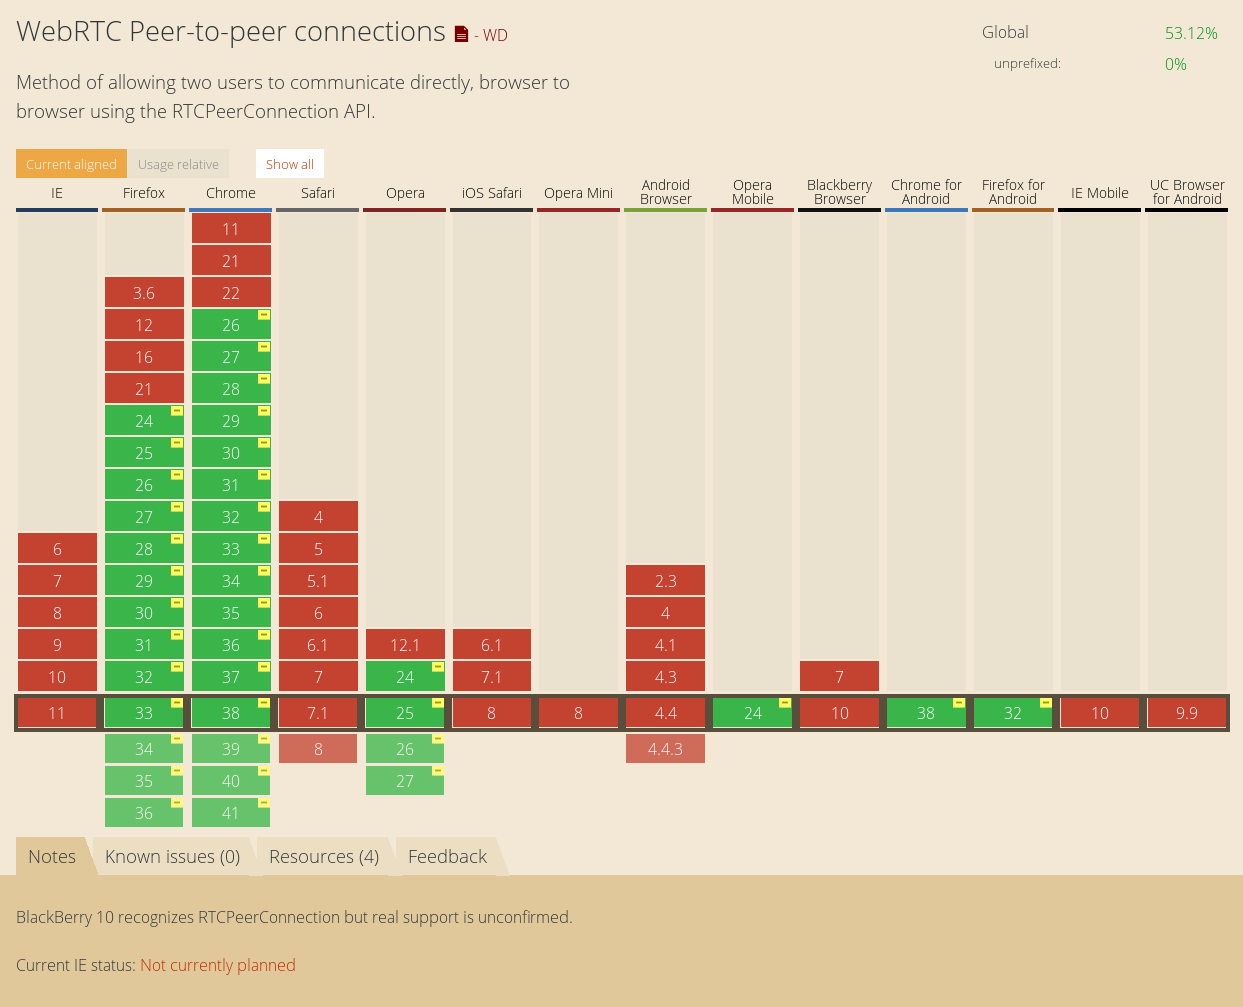 WebRTC Peer-to-peer connections - WD
Global 53.12%
unprefixed: 0%
Method of allowing two users to communicate directly, browser to
browser using the RTCPeerConnection API.
Current aligned Usage relative Show all
IE Firefox Chrome Safari Opera iOS Safari Opera Mini Android Browser Opera Mobile Blackberry Browser Chrome for Android Firefox for Android IE Mobile UC Browser for Android
11
21
3.6 22
12 26
16 27
21 28
24 29
25 30
26 31
27 32 4
6 28 33 5
7 29 34 5.1 2.3
8 30 35 6 4
9 31 36 6.1 12.1 6.1 4.1
10 32 37 7 24 7.1 4.3 7
11 33 38 7.1 25 8 8 4.4 24 10 38 32 10 9.9
34 39 8 26 4.4.3
35 40 27
36 41
Notes Known issues (0) Resources (4) Feedback
BlackBerry 10 recognizes RTCPeerConnection but real support is unconfirmed.
Current IE status: Not currently planned